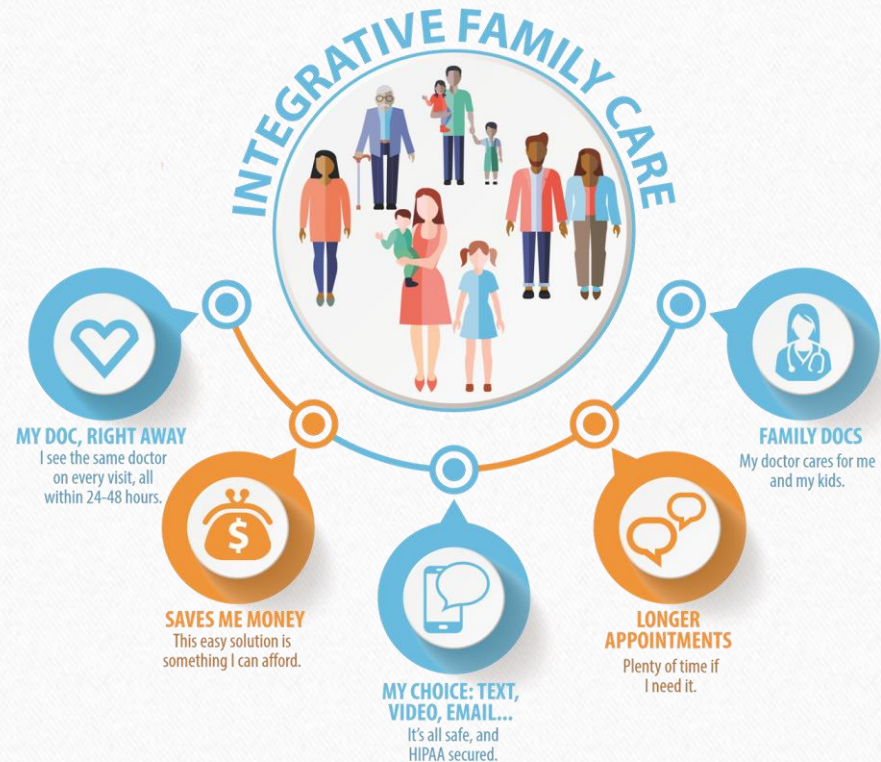 INTEGRATIVE FAMILY CARE
MY DOC, RIGHT AWAY
I see the same doctor
on every visit, all
within 24-48 hours.
$
SAVES ME MONEY
This easy solution is
something I can afford.
MY CHOICE: TEXT,
VIDEO, EMAIL...
It's all safe, and
HIPAA secured.
LONGER
APPOINTMENTS
Plenty of time if
I need it.
FAMILY DOCS
My doctor cares for me
and my kids.